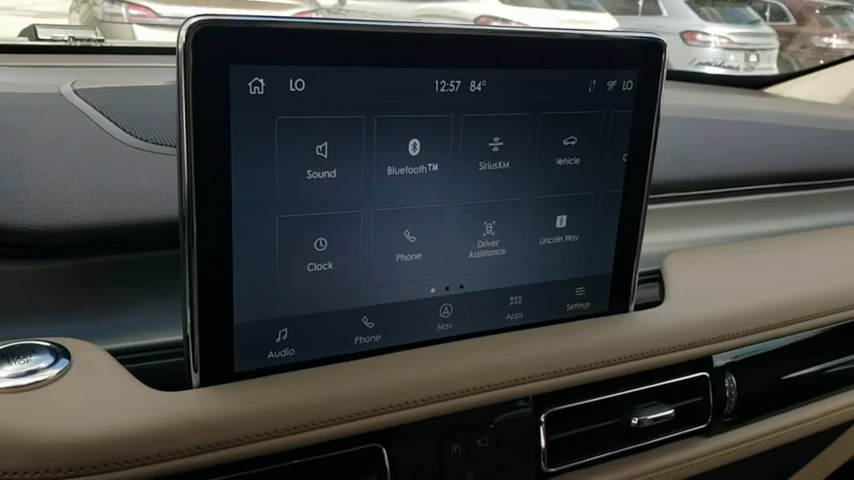 LO 12:57 84° LO
Sound Bluetooth™ SiriusXM Vehicle
Clock Phone Driver Assistance Lincoln Way
Audio Phone Nav Apps Settings